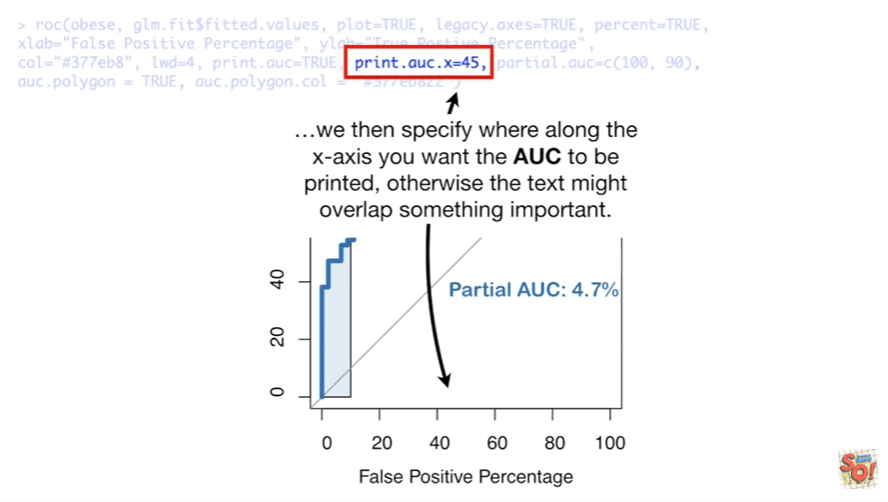 > roc(obese, glm.fit$fitted.values, plot=TRUE, legacy.axes=TRUE, percent=TRUE,
xlab="False Positive Percentage", ylab="True Postive Percentage",
col="#377eb8", lwd=4, print.auc=TRUE, print.auc.x=45, partial.auc=c(100, 90),
auc.polygon = TRUE, auc.polygon.col = "#377eb822")
…we then specify where along the
x-axis you want the AUC to be
printed, otherwise the text might
overlap something important.
40
20
0
Partial AUC: 4.7%
0 20 40 60 80 100
False Positive Percentage
SQ!